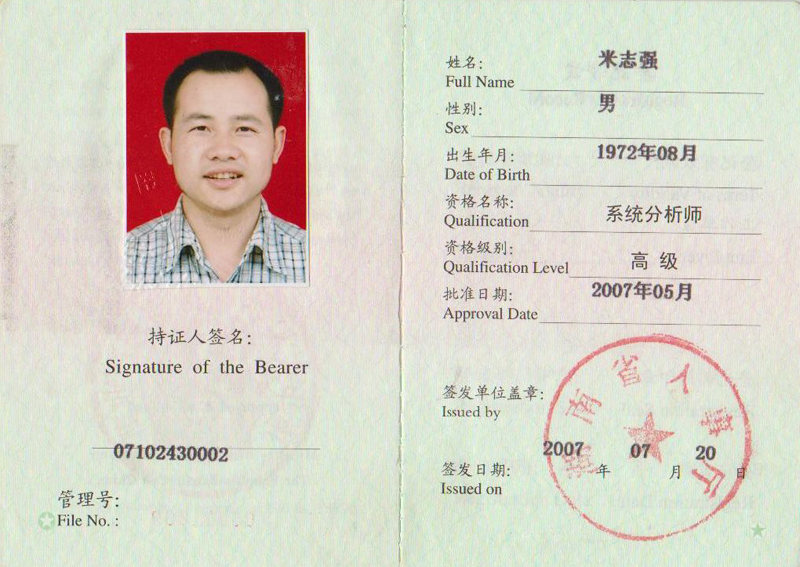 持证人签名：
Signature of the Bearer
07102430002
管理号：
File No.：
姓名： 米志强
Full Name
性别： 男
Sex
出生年月： 1972年08月
Date of Birth
资格名称： 系统分析师
Qualification
资格级别： 高 级
Qualification Level
批准日期： 2007年05月
Approval Date
签发单位盖章：
Issued by
南省人事厅
签发日期： 2007 年 07 月 20 日
Issued on